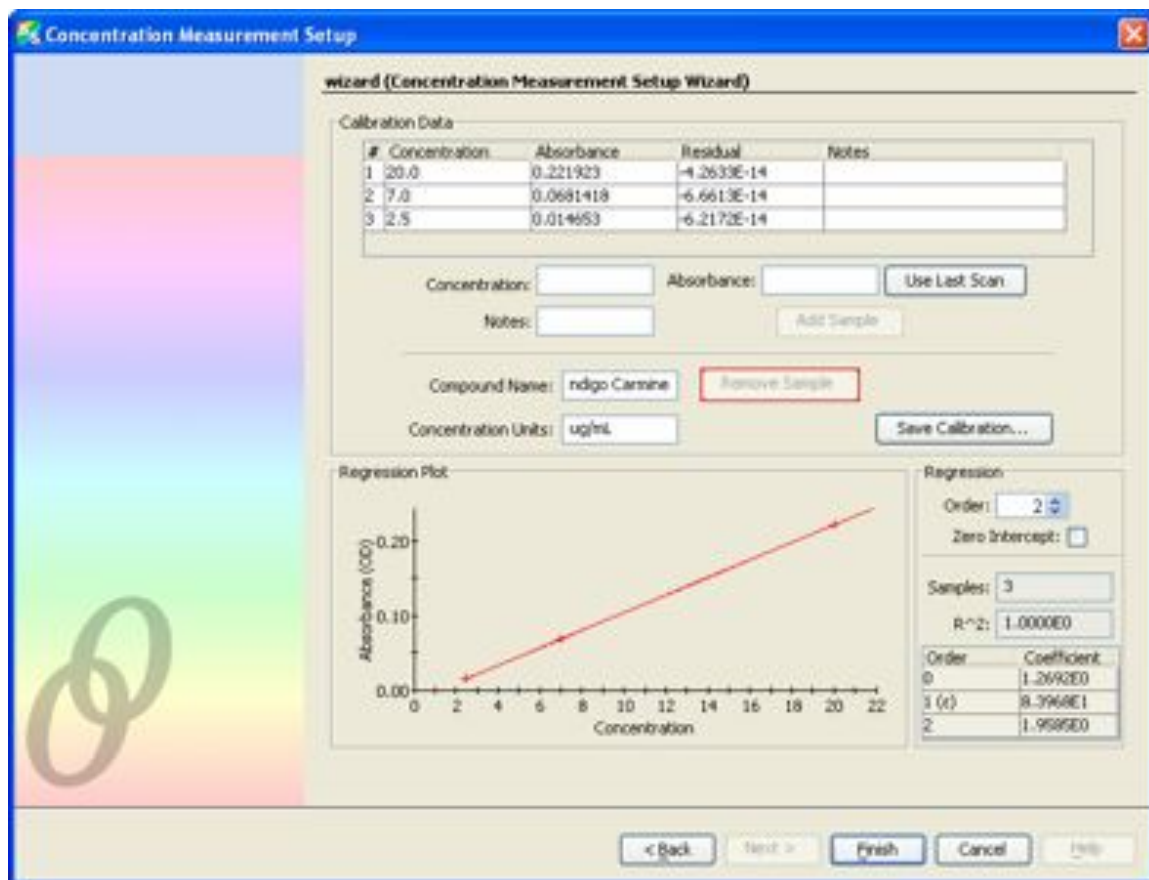 Concentration Measurement Setup
wizard (Concentration Measurement Setup Wizard)
Calibration Data
# Concentration Absorbance Residual Notes
1 20.0 0.221923 -4.2633E-14
2 7.0 0.0681418 -6.6613E-14
3 2.5 0.014653 -6.2172E-14
Concentration: Absorbance: Use Last Scan
Notes: Add Sample
Compound Name: ndigo Carmine Remove Sample
Concentration Units: ug/mL Save Calibration...
Regression Plot
Absorbance (OD)
0.20
0.10
0.00
0 2 4 6 8 10 12 14 16 18 20 22
Concentration
Regression
Order: 2
Zero Intercept:
Samples: 3
R^2: 1.0000E0
Order Coefficient
0 1.2692E0
1 (ε) 8.3968E1
2 1.9585E0
< Back Next > Finish Cancel Help